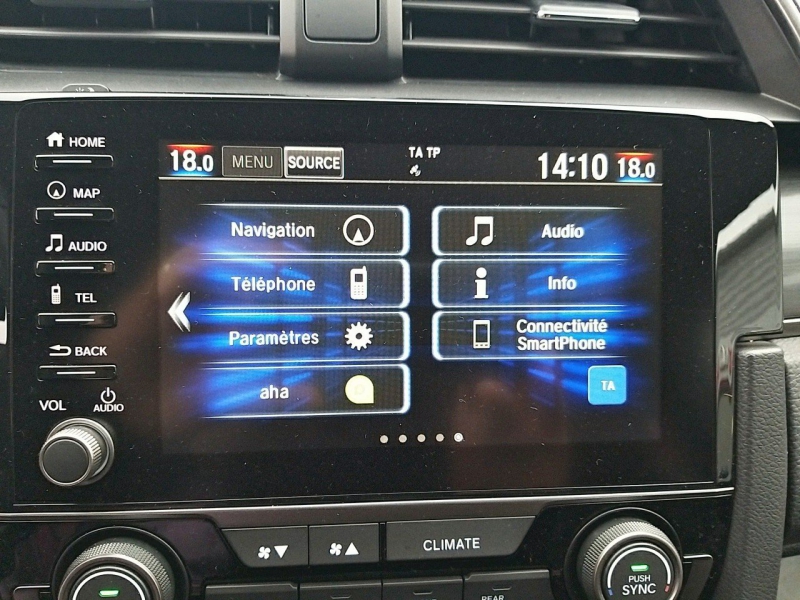 HOME
MAP
AUDIO
TEL
BACK
VOL AUDIO
18.0 MENU SOURCE TA TP 14:10 18.0
Navigation
Audio
Téléphone
Info
Paramètres
Connectivité
SmartPhone
aha
TA
CLIMATE
REAR
PUSH
SYNC